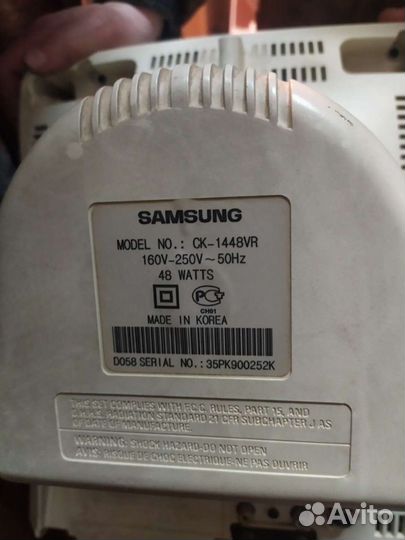 SAMSUNG
MODEL NO.: CK-1448VR
160V-250V~50Hz
48 WATTS
CH01
MADE IN KOREA
D058 SERIAL NO.: 35PK900252K
THIS SET COMPLIES WITH F.C.C. RULES, PART 15, AND
D.H.H.S. RADIATION STANDARD 21 CFR SUBCHAPTER J AS
OF DATE OF MANUFACTURE.
WARNING: SHOCK HAZARD-DO NOT OPEN
AVIS: RISQUE DE CHOC ELECTRIQUE-NE PAS OUVRIR
Avito